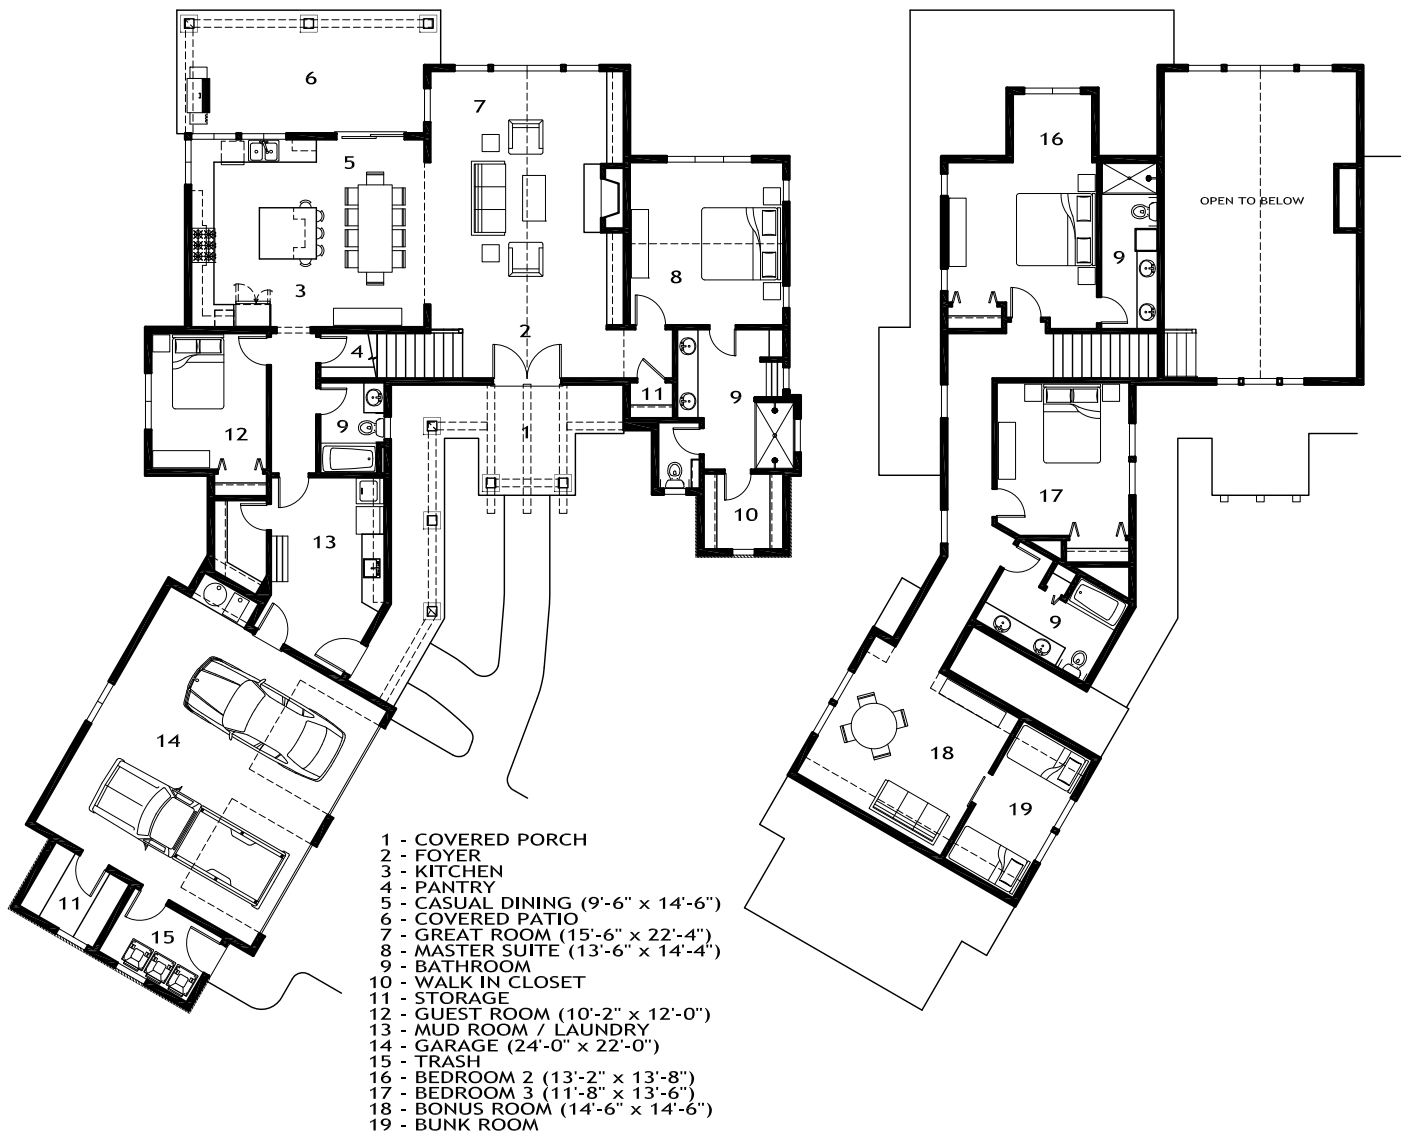 6
7
16
5
OPEN TO BELOW
9
8
3
2
4
11
9
12
9
1
17
10
13
9
14
18
19
11
15
1 - COVERED PORCH
2 - FOYER
3 - KITCHEN
4 - PANTRY
5 - CASUAL DINING (9'-6" x 14'-6")
6 - COVERED PATIO
7 - GREAT ROOM (15'-6" x 22'-4")
8 - MASTER SUITE (13'-6" x 14'-4")
9 - BATHROOM
10 - WALK IN CLOSET
11 - STORAGE
12 - GUEST ROOM (10'-2" x 12'-0")
13 - MUD ROOM / LAUNDRY
14 - GARAGE (24'-0" x 22'-0")
15 - TRASH
16 - BEDROOM 2 (13'-2" x 13'-8")
17 - BEDROOM 3 (11'-8" x 13'-6")
18 - BONUS ROOM (14'-6" x 14'-6")
19 - BUNK ROOM